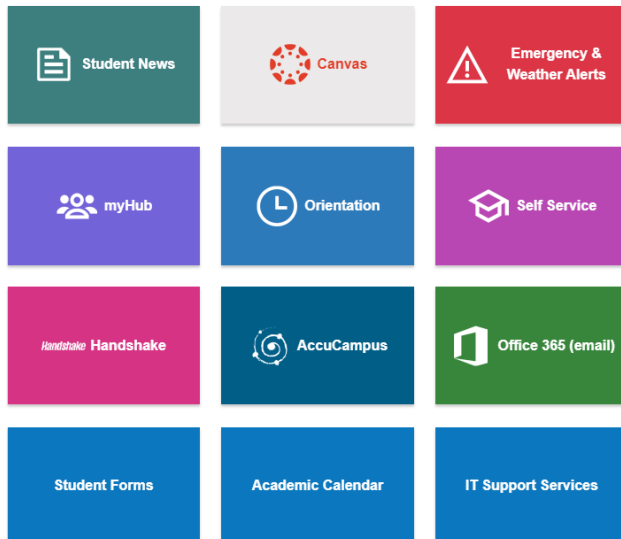 Student News
Canvas
Emergency &
Weather Alerts
myHub
Orientation
Self Service
Handshake Handshake
AccuCampus
Office 365 (email)
Student Forms
Academic Calendar
IT Support Services